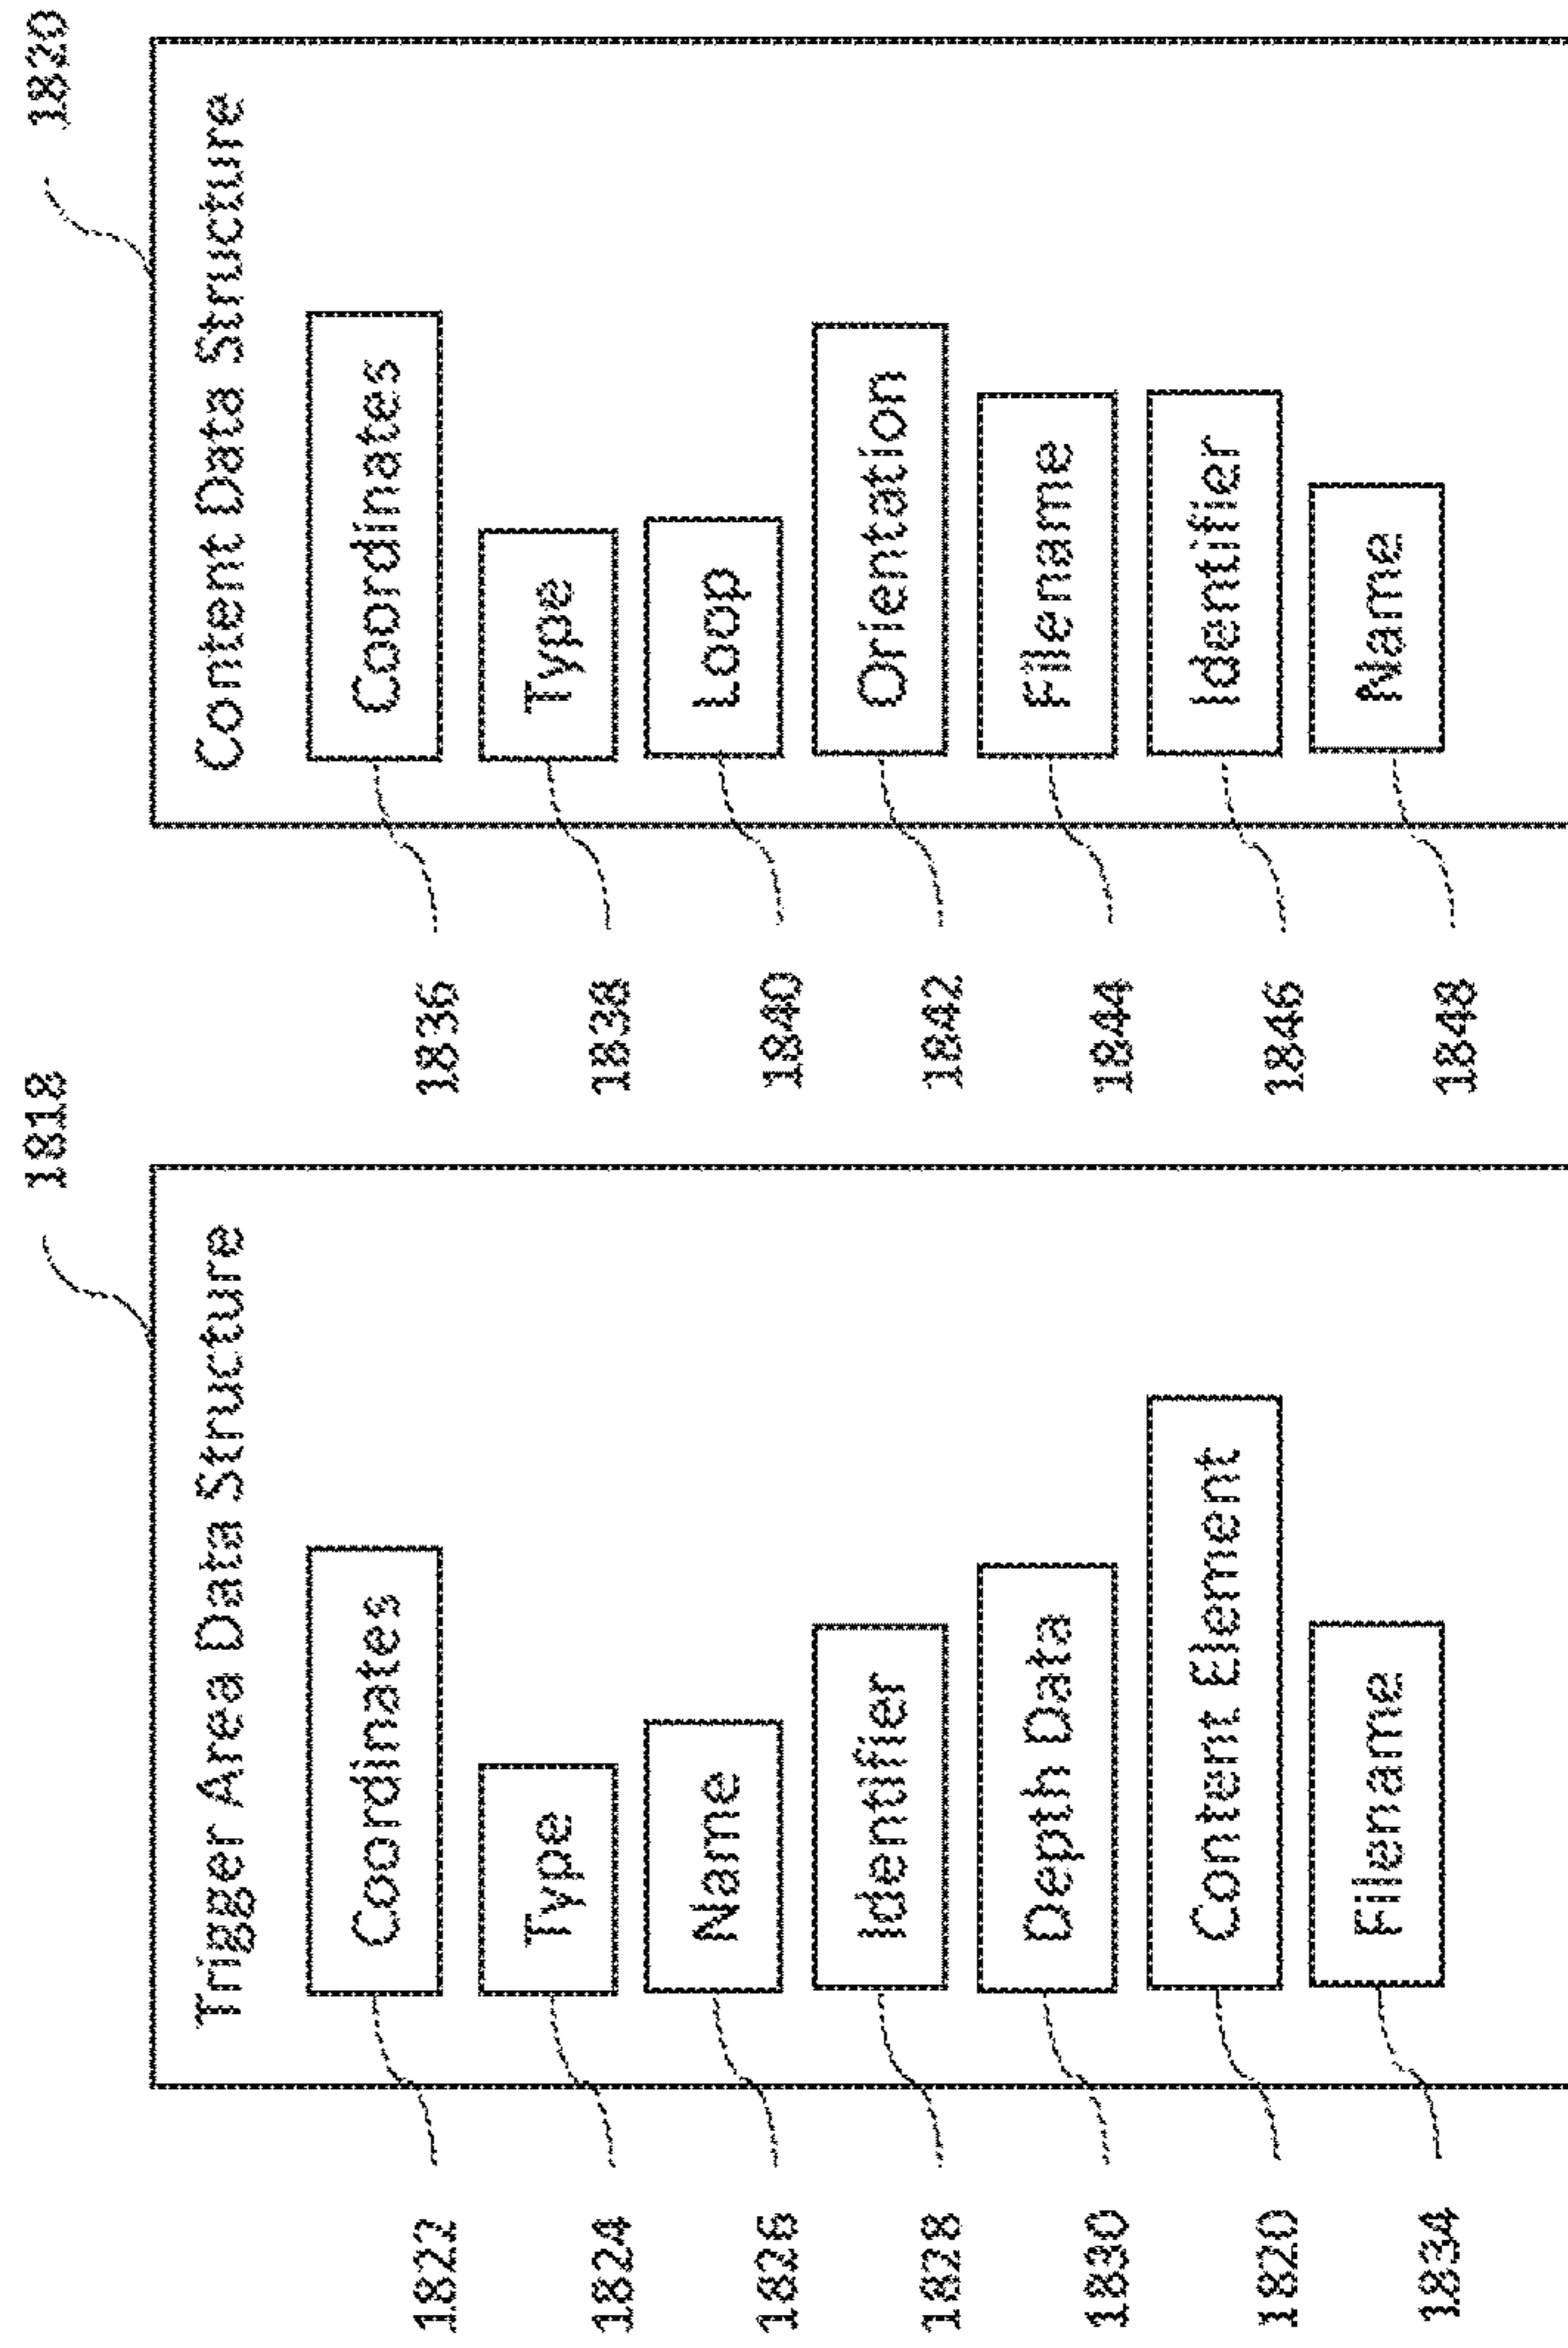 1818
Trigger Area Data Structure
1822 Coordinates
1824 Type
1826 Name
1828 Identifier
1830 Depth Data
1820 Content Element
1834 Filename
1820
Content Data Structure
1836 Coordinates
1838 Type
1840 Loop
1842 Orientation
1844 Filename
1846 Identifier
1848 Name